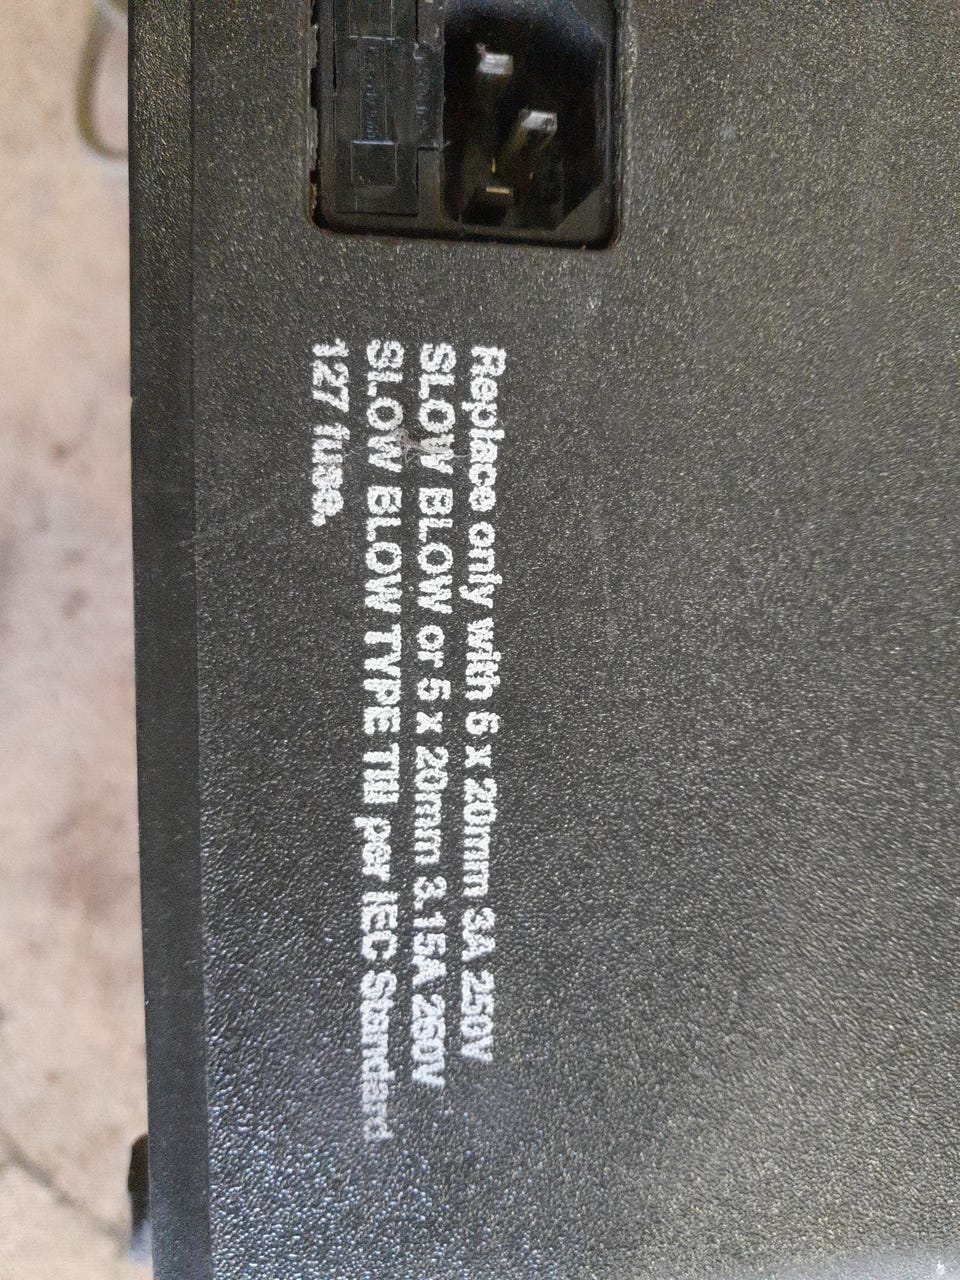 Replace only with 5 x 20mm 3A 250V
SLOW BLOW or 5 x 20mm 3.15A 250V
SLOW BLOW TYPE TIII per IEC Standard
127 fuse.